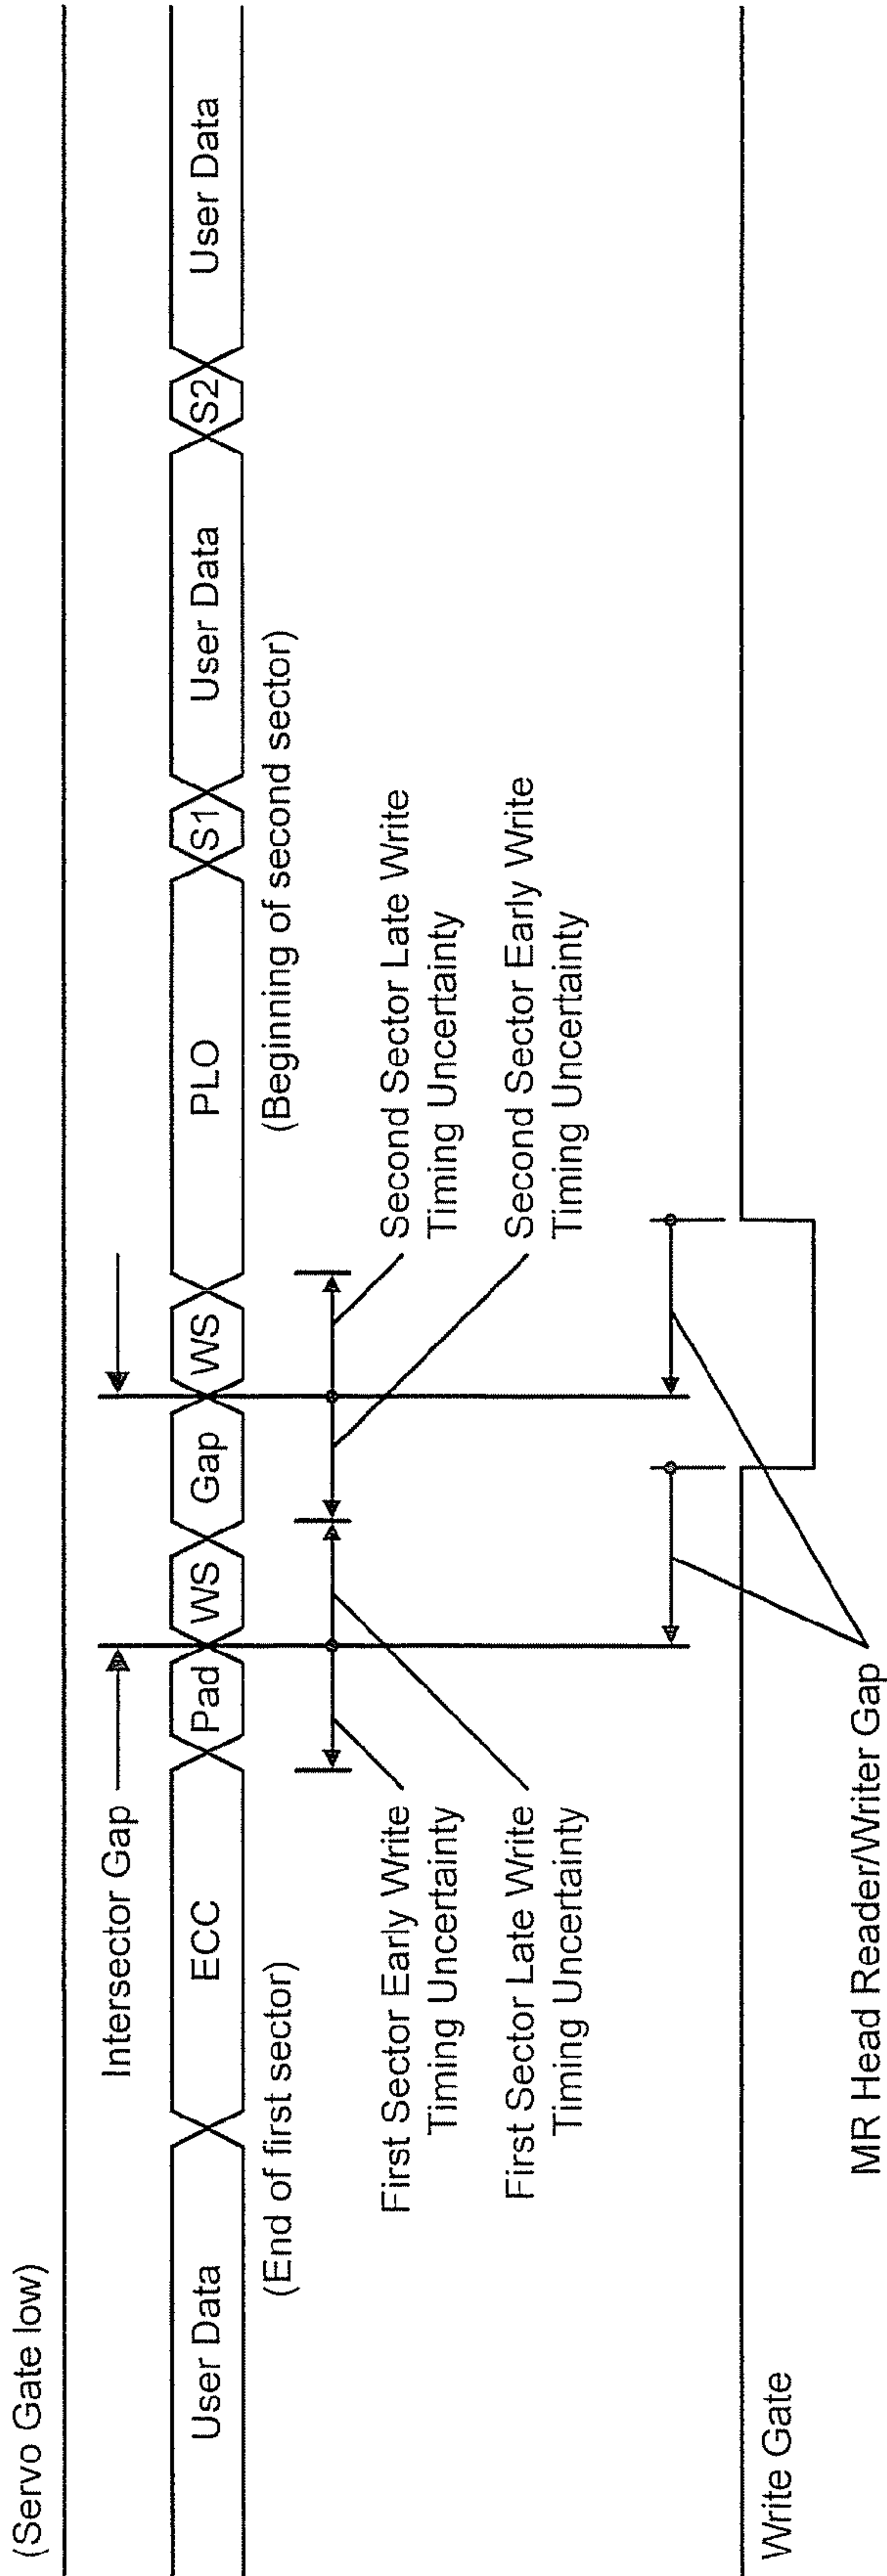 (Servo Gate low)
Intersector Gap
User Data
ECC
Pad
WS
Gap
WS
PLO
S1
User Data
S2
User Data
(End of first sector)
(Beginning of second sector)
First Sector Early Write
Timing Uncertainty
Second Sector Late Write
Timing Uncertainty
First Sector Late Write
Timing Uncertainty
Second Sector Early Write
Timing Uncertainty
Write Gate
MR Head Reader/Writer Gap